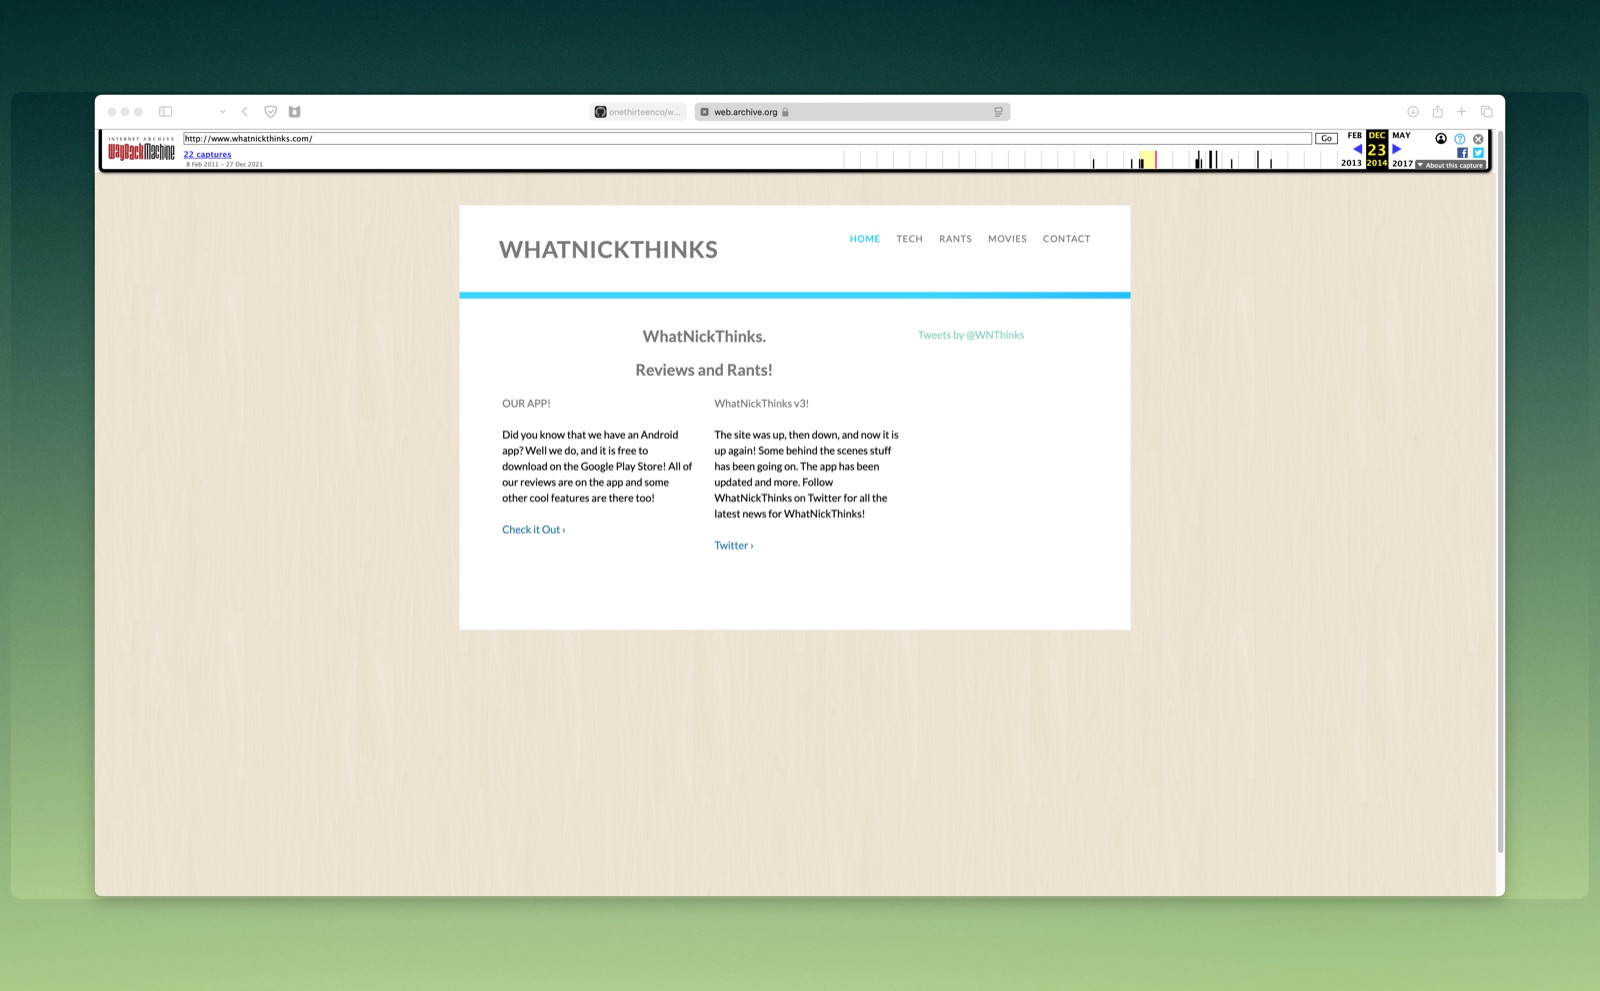 onethirteenco/w...
web.archive.org
INTERNET ARCHIVE
WayBackMachine
http://www.whatnickthinks.com/
Go
22 captures
8 Feb 2011 – 27 Dec 2021
FEB DEC MAY
23
2013 2014 2017
About this capture
WHATNICKTHINKS
HOME TECH RANTS MOVIES CONTACT
WhatNickThinks.
Reviews and Rants!
Tweets by @WNThinks
OUR APP!
Did you know that we have an Android
app? Well we do, and it is free to
download on the Google Play Store! All of
our reviews are on the app and some
other cool features are there too!
Check it Out ›
WhatNickThinks v3!
The site was up, then down, and now it is
up again! Some behind the scenes stuff
has been going on. The app has been
updated and more. Follow
WhatNickThinks on Twitter for all the
latest news for WhatNickThinks!
Twitter ›